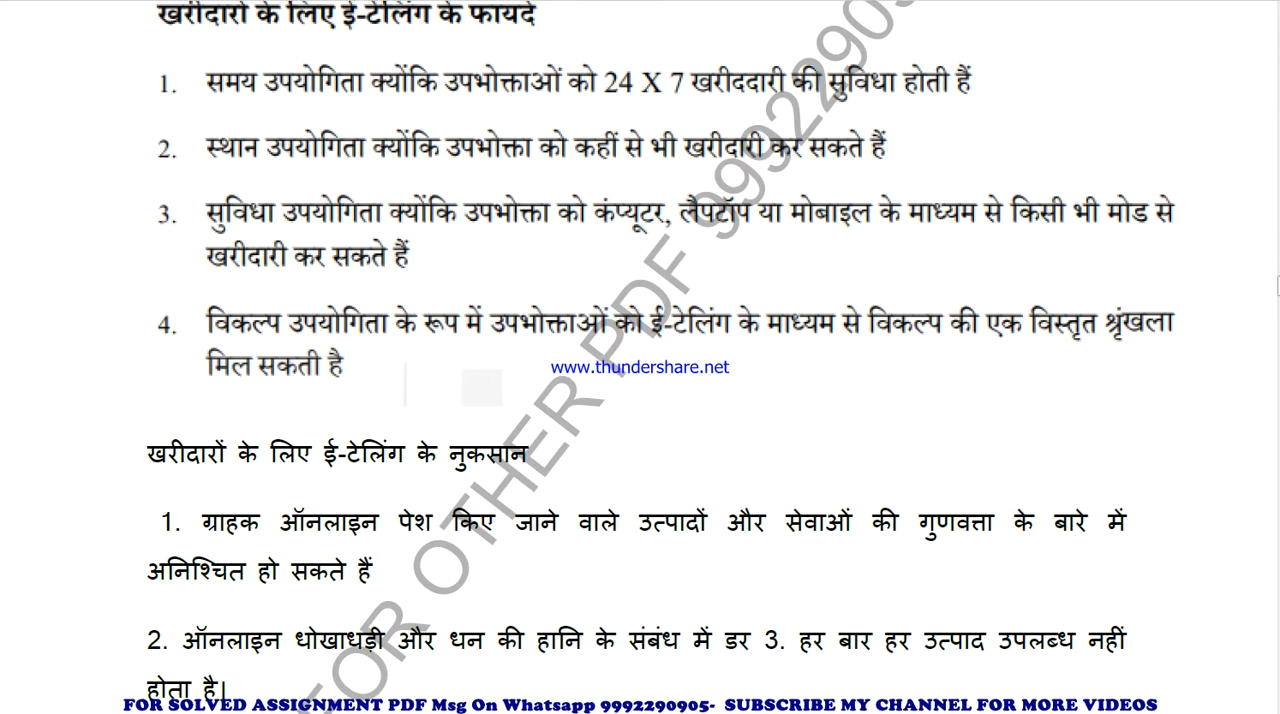 खरीदारों के लिए ई-टेलिंग के फायदे
1. समय उपयोगिता क्योंकि उपभोक्ताओं को 24 X 7 खरीददारी की सुविधा होती हैं
2. स्थान उपयोगिता क्योंकि उपभोक्ता को कहीं से भी खरीदारी कर सकते हैं
3. सुविधा उपयोगिता क्योंकि उपभोक्ता को कंप्यूटर, लैपटॉप या मोबाइल के माध्यम से किसी भी मोड से
खरीदारी कर सकते हैं
4. विकल्प उपयोगिता के रूप में उपभोक्ताओं को ई-टेलिंग के माध्यम से विकल्प की एक विस्तृत श्रृंखला
मिल सकती है
www.thundershare.net
खरीदारों के लिए ई-टेलिंग के नुकसान
1. ग्राहक ऑनलाइन पेश किए जाने वाले उत्पादों और सेवाओं की गुणवत्ता के बारे में
अनिश्चित हो सकते हैं
2. ऑनलाइन धोखाधड़ी और धन की हानि के संबंध में डर 3. हर बार हर उत्पाद उपलब्ध नहीं
होता है।
FOR OTHER PDF 999229090
FOR SOLVED ASSIGNMENT PDF Msg On Whatsapp 9992290905- SUBSCRIBE MY CHANNEL FOR MORE VIDEOS